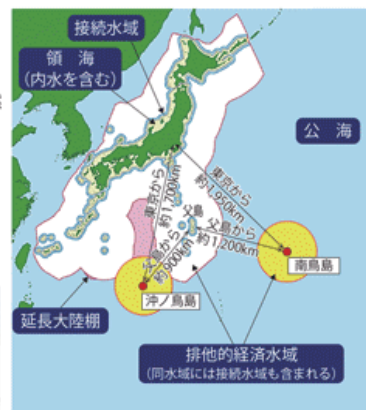 接続水域
領　海
（内水を含む）
公　海
東京から
約1,950km
東京から
約1,200km
父島
父島から
約1,200km
父島から
約900km
南鳥島
沖ノ鳥島
延長大陸棚
排他的経済水域
（同水域には接続水域も含まれる）